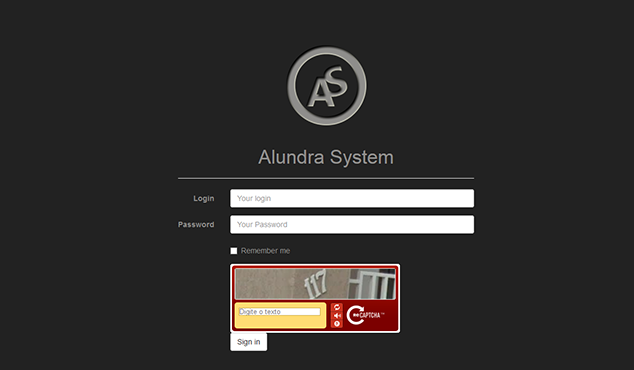 AS
Alundra System
Login Your login
Password Your Password
Remember me
117
Digite o texto
reCAPTCHA™
Sign in